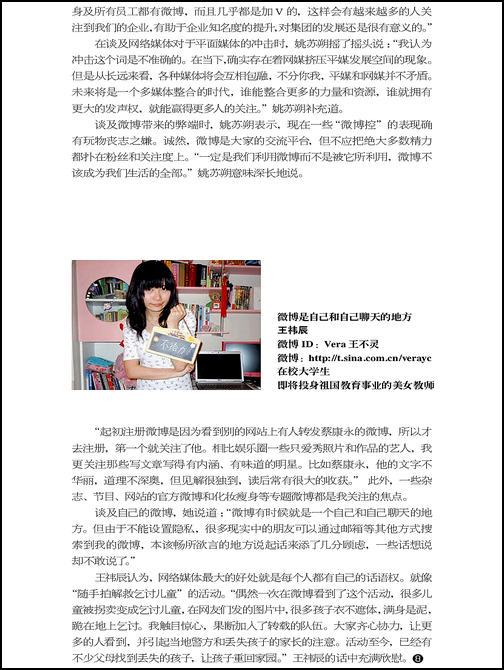 身及所有员工都有微博，而且几乎都是加 V 的，这样会有越来越多的人关
注到我们的企业，有助于企业知名度的提升，对集团的发展还是很有意义的。”
在谈及网络媒体对于平面媒体的冲击时，姚苏朔摇了摇头说：“我认为
冲击这个词是不准确的。在当下，确实存在着网媒挤压平媒发展空间的现象。
但是从长远来看，各种媒体将会互相包融，不分你我，平媒和网媒并不矛盾。
未来将是一个多媒体整合的时代，谁能整合更多的力量和资源，谁就拥有
更大的发声权，就能赢得更多人的关注。”姚苏朔补充道。
谈及微博带来的弊端时，姚苏朔表示，现在一些“微博控”的表现确
有玩物丧志之嫌。诚然，微博是大家的交流平台，但不应把绝大多数精力
都扑在粉丝和关注度上。“一定是我们利用微博而不是被它所利用，微博不
该成为我们生活的全部。”姚苏朔意味深长地说。
不给力
微博是自己和自己聊天的地方
王祎辰
微博 ID：Vera 王不灵
微博：http://t.sina.com.cn/verayc
在校大学生
即将投身祖国教育事业的美女教师
“起初注册微博是因为看到别的网站上有人转发蔡康永的微博，所以才
去注册，第一个就关注了他。相比娱乐圈一些只爱秀照片和作品的艺人，我
更关注那些写文章写得有内涵、有味道的明星。比如蔡康永，他的文字不
华丽，道理不深奥，但见解很独到，读后常有很大的收获。” 此外，一些杂
志、节目、网站的官方微博和化妆瘦身等专题微博都是我关注的焦点。
谈及自己的微博，她说道：“微博有时候就是一个自己和自己聊天的地
方。但由于不能设置隐私，很多现实中的朋友可以通过邮箱等其他方式搜
索到我的微博，本该畅所欲言的地方说起话来添了几分顾虑，一些话想说
却不敢说了。”
王祎辰认为，网络媒体最大的好处就是每个人都有自己的话语权。就像
“随手拍解救乞讨儿童”的活动。“偶然一次在微博看到了这个活动，很多儿
童被拐卖变成乞讨儿童，在网友们发的图片中，很多孩子衣不遮体，满身是泥，
跪在地上乞讨。我触目惊心，果断加入了转载的队伍。大家齐心协力，让更
多的人看到，并引起当地警方和丢失孩子的家长的注意。活动至今，已经有
不少父母找到丢失的孩子，让孩子重回家园。”王祎辰的话中充满欣慰。